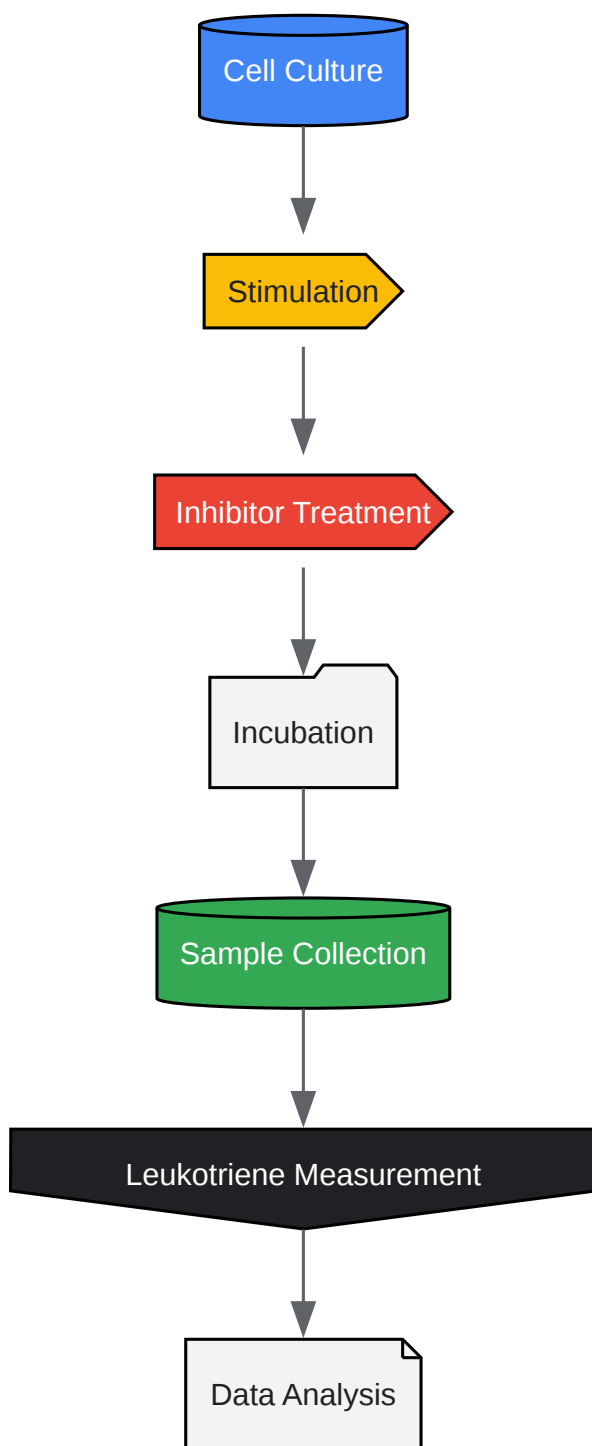 Cell Culture
Stimulation
Inhibitor Treatment
Incubation
Sample Collection
Leukotriene Measurement
Data Analysis